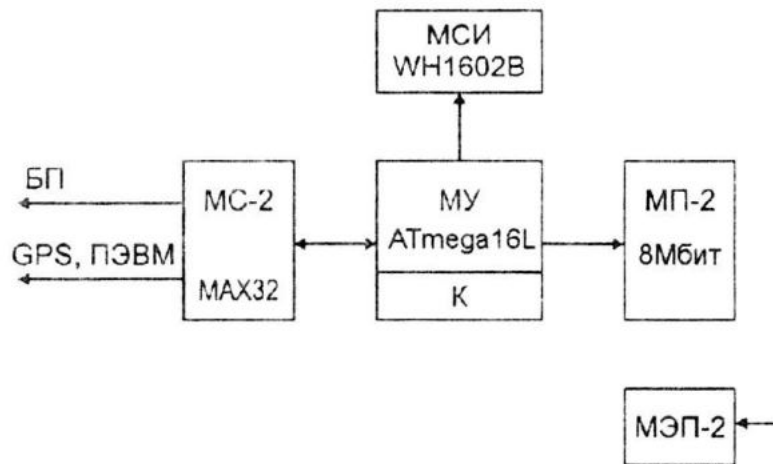 МСИ
WH1602B
БП
GPS, ПЭВМ
МС-2
MAX32
МУ
ATmega16L
К
МП-2
8Мбит
МЭП-2